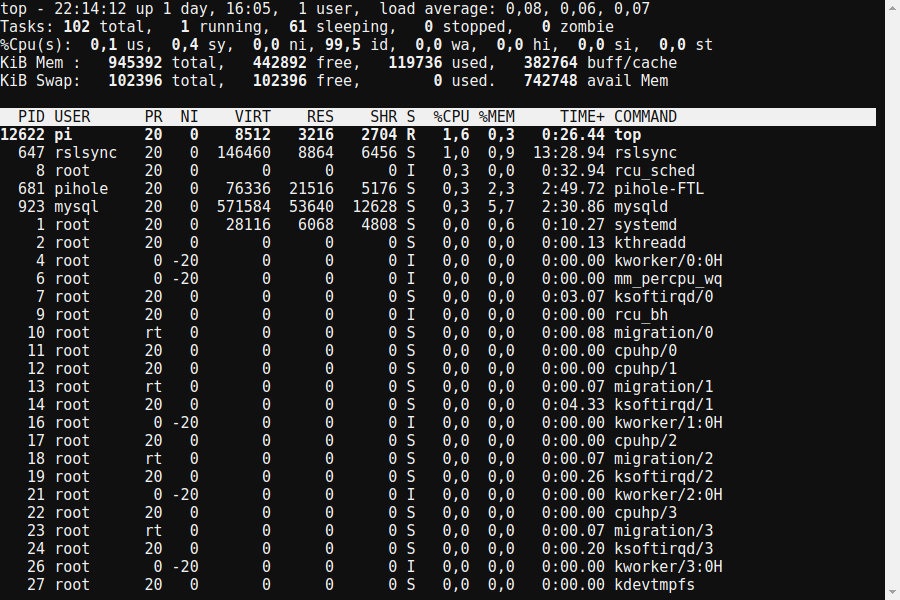 top - 22:14:12 up 1 day, 16:05,  1 user,  load average: 0,08, 0,06, 0,07
Tasks: 102 total,   1 running,  61 sleeping,   0 stopped,   0 zombie
%Cpu(s):  0,1 us,  0,4 sy,  0,0 ni, 99,5 id,  0,0 wa,  0,0 hi,  0,0 si,  0,0 st
KiB Mem :   945392 total,   442892 free,   119736 used,   382764 buff/cache
KiB Swap:   102396 total,   102396 free,        0 used.   742748 avail Mem
  PID USER      PR  NI    VIRT    RES    SHR S  %CPU %MEM     TIME+ COMMAND
12622 pi        20   0    8512   3216   2704 R   1,6  0,3   0:26.44 top
  647 rslsync   20   0  146460   8864   6456 S   1,0  0,9  13:28.94 rslsync
    8 root      20   0       0      0      0 I   0,3  0,0   0:32.94 rcu_sched
  681 pihole    20   0   76336  21516   5176 S   0,3  2,3   2:49.72 pihole-FTL
  923 mysql     20   0  571584  53640  12628 S   0,3  5,7   2:30.86 mysqld
    1 root      20   0   28116   6068   4808 S   0,0  0,6   0:10.27 systemd
    2 root      20   0       0      0      0 S   0,0  0,0   0:00.13 kthreadd
    4 root       0 -20       0      0      0 I   0,0  0,0   0:00.00 kworker/0:0H
    6 root       0 -20       0      0      0 I   0,0  0,0   0:00.00 mm_percpu_wq
    7 root      20   0       0      0      0 S   0,0  0,0   0:03.07 ksoftirqd/0
    9 root      20   0       0      0      0 I   0,0  0,0   0:00.00 rcu_bh
   10 root      rt   0       0      0      0 S   0,0  0,0   0:00.08 migration/0
   11 root      20   0       0      0      0 S   0,0  0,0   0:00.00 cpuhp/0
   12 root      20   0       0      0      0 S   0,0  0,0   0:00.00 cpuhp/1
   13 root      rt   0       0      0      0 S   0,0  0,0   0:00.07 migration/1
   14 root      20   0       0      0      0 S   0,0  0,0   0:04.33 ksoftirqd/1
   16 root       0 -20       0      0      0 I   0,0  0,0   0:00.00 kworker/1:0H
   17 root      20   0       0      0      0 S   0,0  0,0   0:00.00 cpuhp/2
   18 root      rt   0       0      0      0 S   0,0  0,0   0:00.07 migration/2
   19 root      20   0       0      0      0 S   0,0  0,0   0:00.26 ksoftirqd/2
   21 root       0 -20       0      0      0 I   0,0  0,0   0:00.00 kworker/2:0H
   22 root      20   0       0      0      0 S   0,0  0,0   0:00.00 cpuhp/3
   23 root      rt   0       0      0      0 S   0,0  0,0   0:00.07 migration/3
   24 root      20   0       0      0      0 S   0,0  0,0   0:00.20 ksoftirqd/3
   26 root       0 -20       0      0      0 I   0,0  0,0   0:00.00 kworker/3:0H
   27 root      20   0       0      0      0 S   0,0  0,0   0:00.00 kdevtmpfs